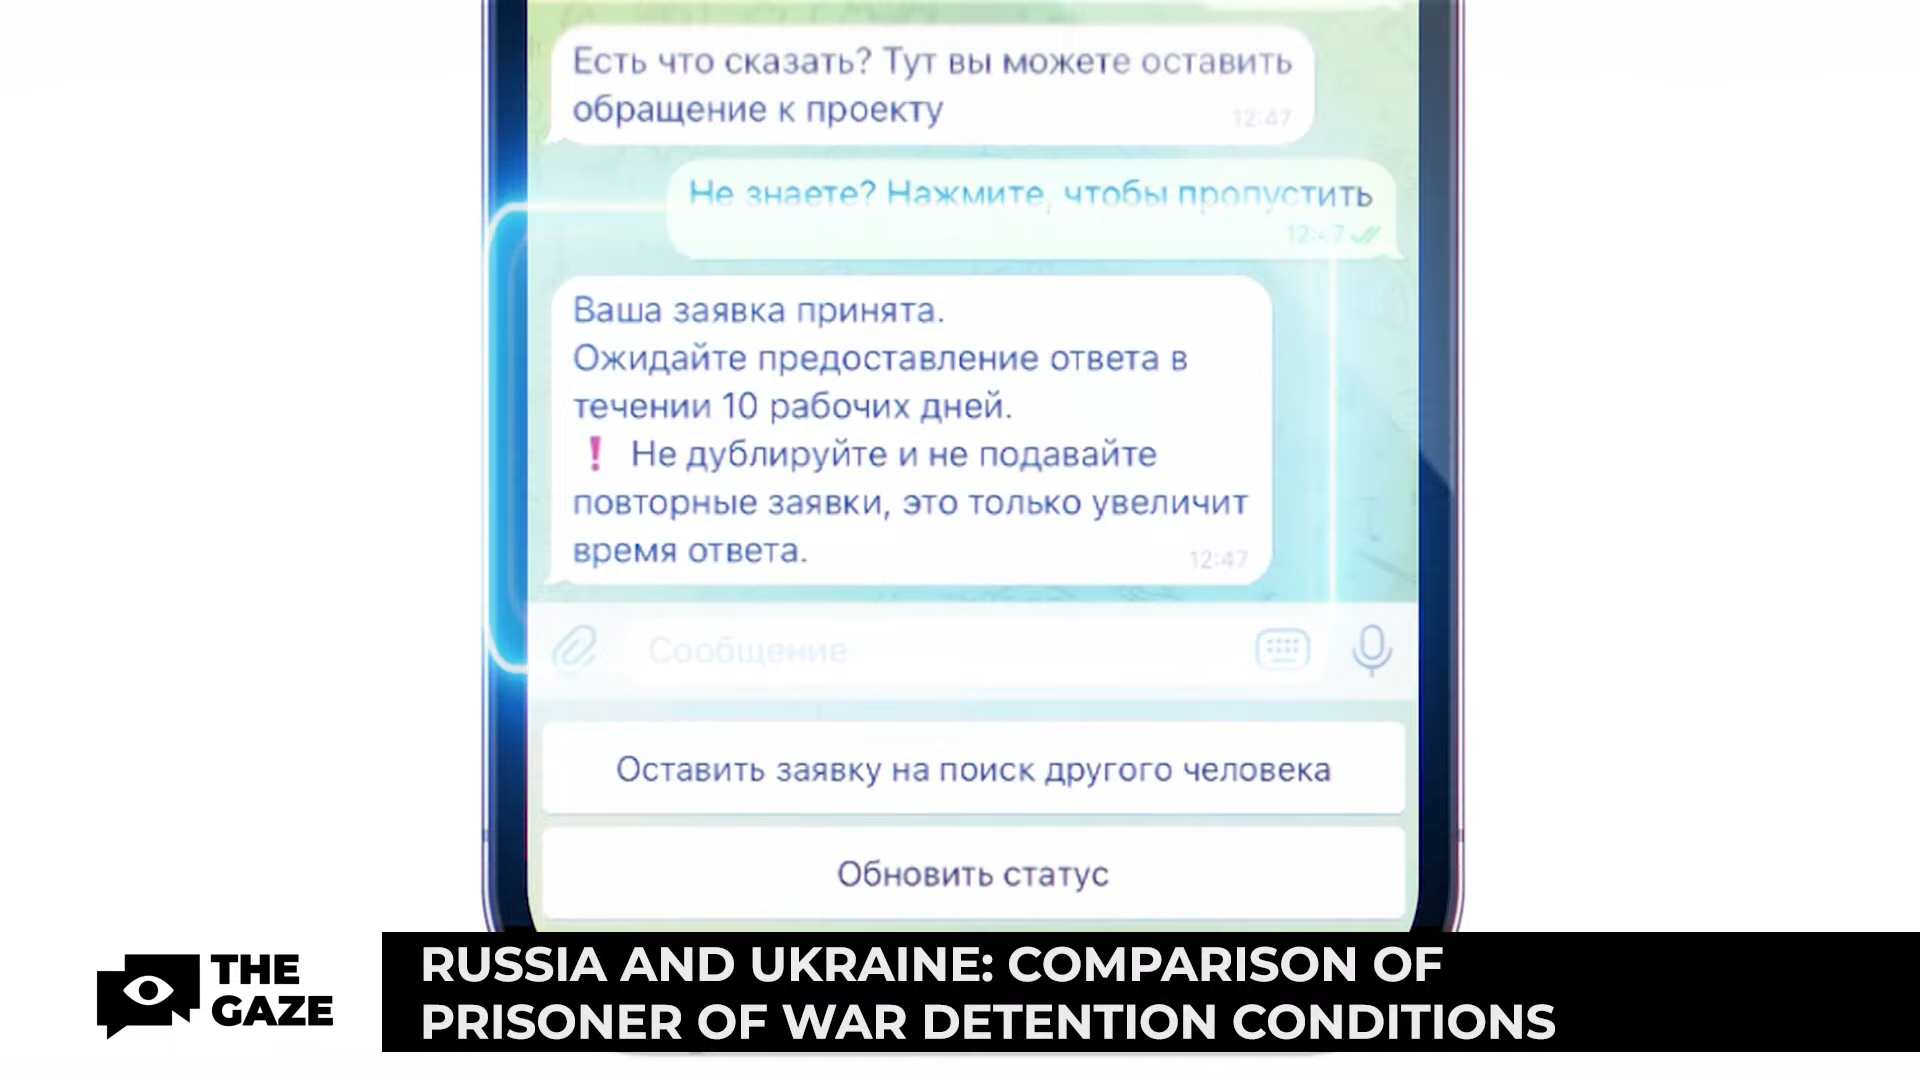 Есть что сказать? Тут вы можете оставить
обращение к проекту
12:47
Не знаете? Нажмите, чтобы пропустить
12:47
Ваша заявка принята.
Ожидайте предоставление ответа в
течении 10 рабочих дней.
❗ Не дублируйте и не подавайте
повторные заявки, это только увеличит
время ответа.
12:47
Сообщение
Оставить заявку на поиск другого человека
Обновить статус
THE
GAZE
RUSSIA AND UKRAINE: COMPARISON OF
PRISONER OF WAR DETENTION CONDITIONS